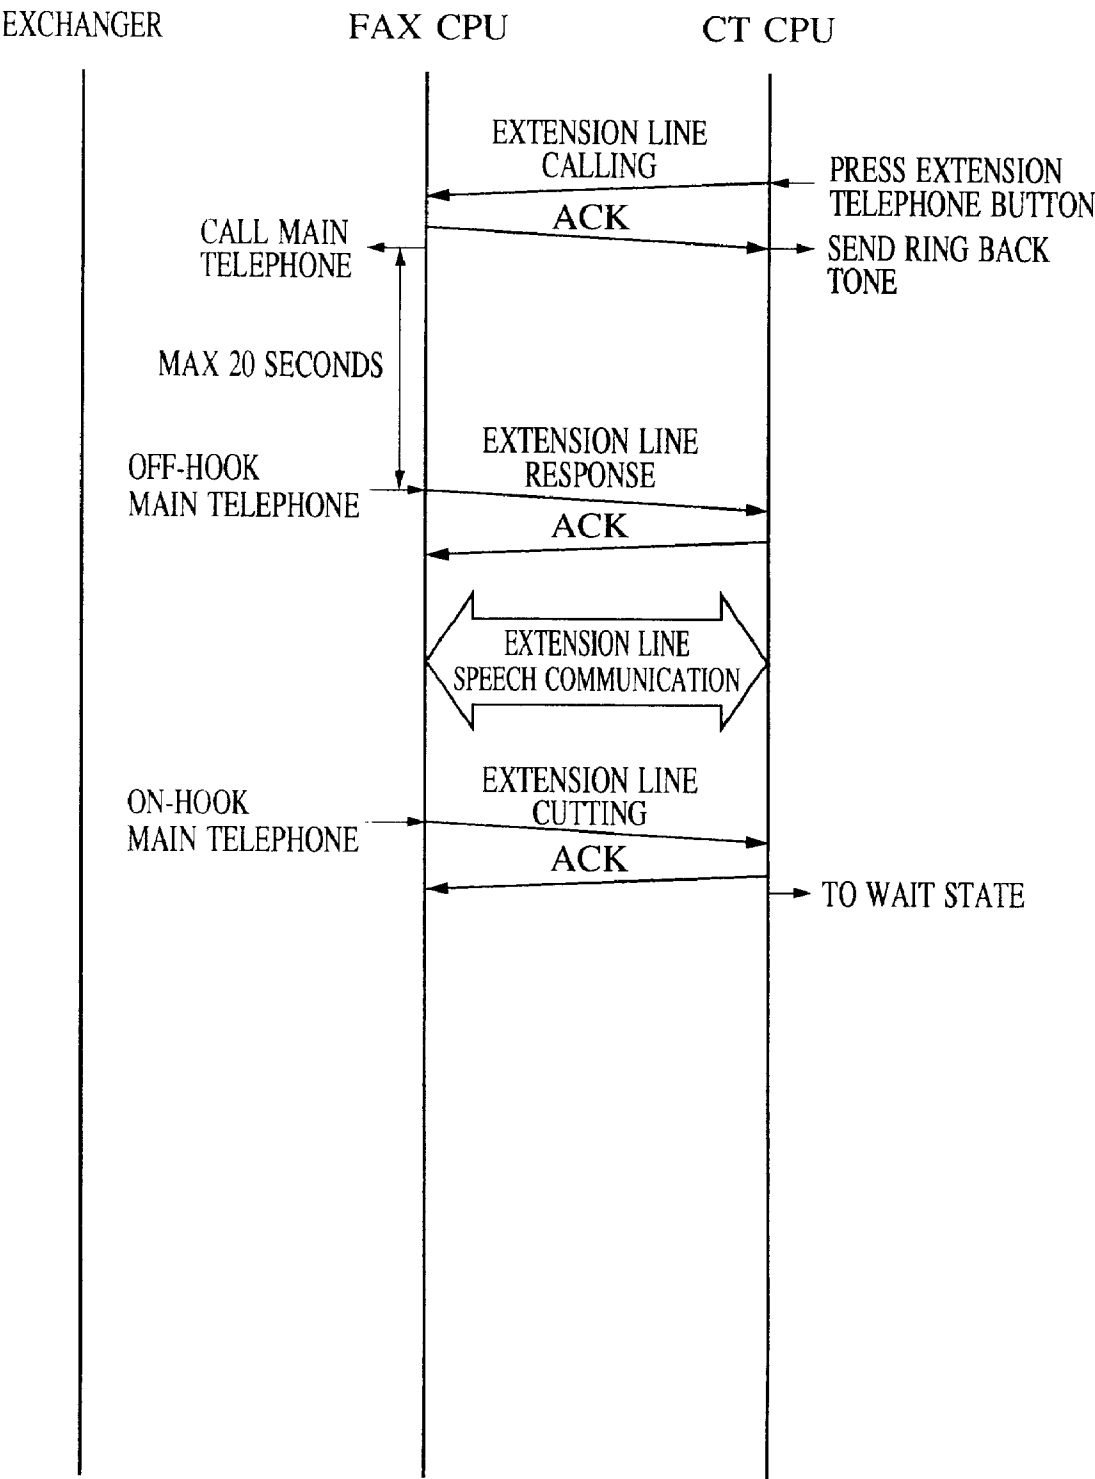 EXCHANGER
FAX CPU
CT CPU
EXTENSION LINE
CALLING
PRESS EXTENSION
TELEPHONE BUTTON
ACK
CALL MAIN
TELEPHONE
SEND RING BACK
TONE
MAX 20 SECONDS
EXTENSION LINE
RESPONSE
OFF-HOOK
MAIN TELEPHONE
ACK
EXTENSION LINE
SPEECH COMMUNICATION
EXTENSION LINE
CUTTING
ON-HOOK
MAIN TELEPHONE
ACK
TO WAIT STATE